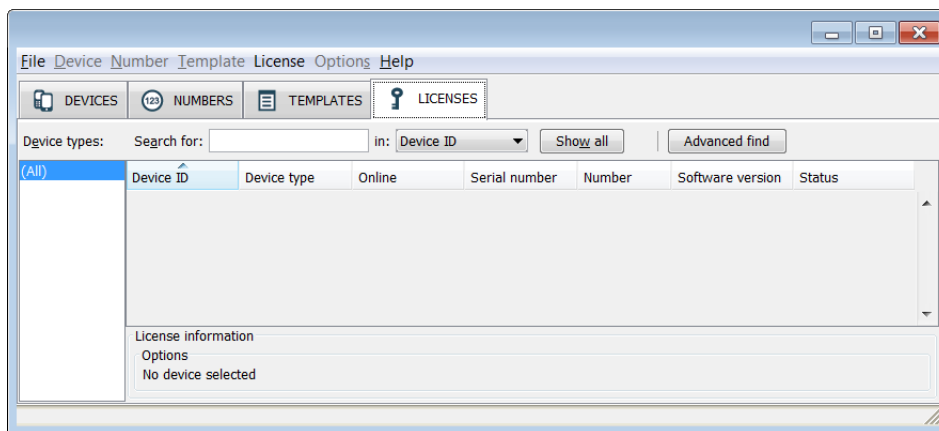 File Device Number Template License Options Help
DEVICES 123 NUMBERS TEMPLATES LICENSES
Device types: Search for: in: Device ID Show all Advanced find
(All) Device ID Device type Online Serial number Number Software version Status
License information
Options
No device selected